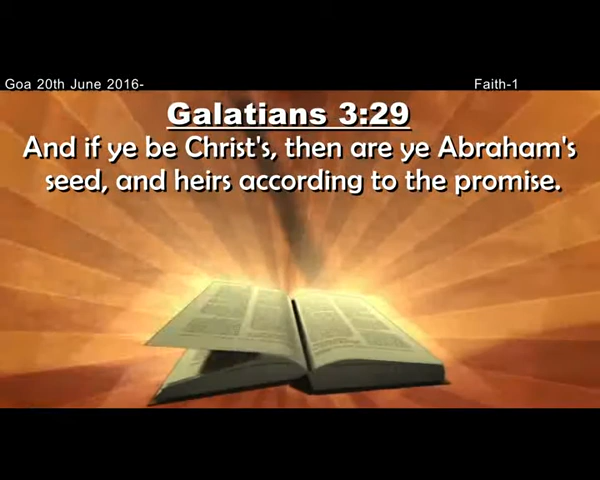 Goa 20th June 2016-
Faith-1
Galatians 3:29
And if ye be Christ's, then are ye Abraham's
seed, and heirs according to the promise.